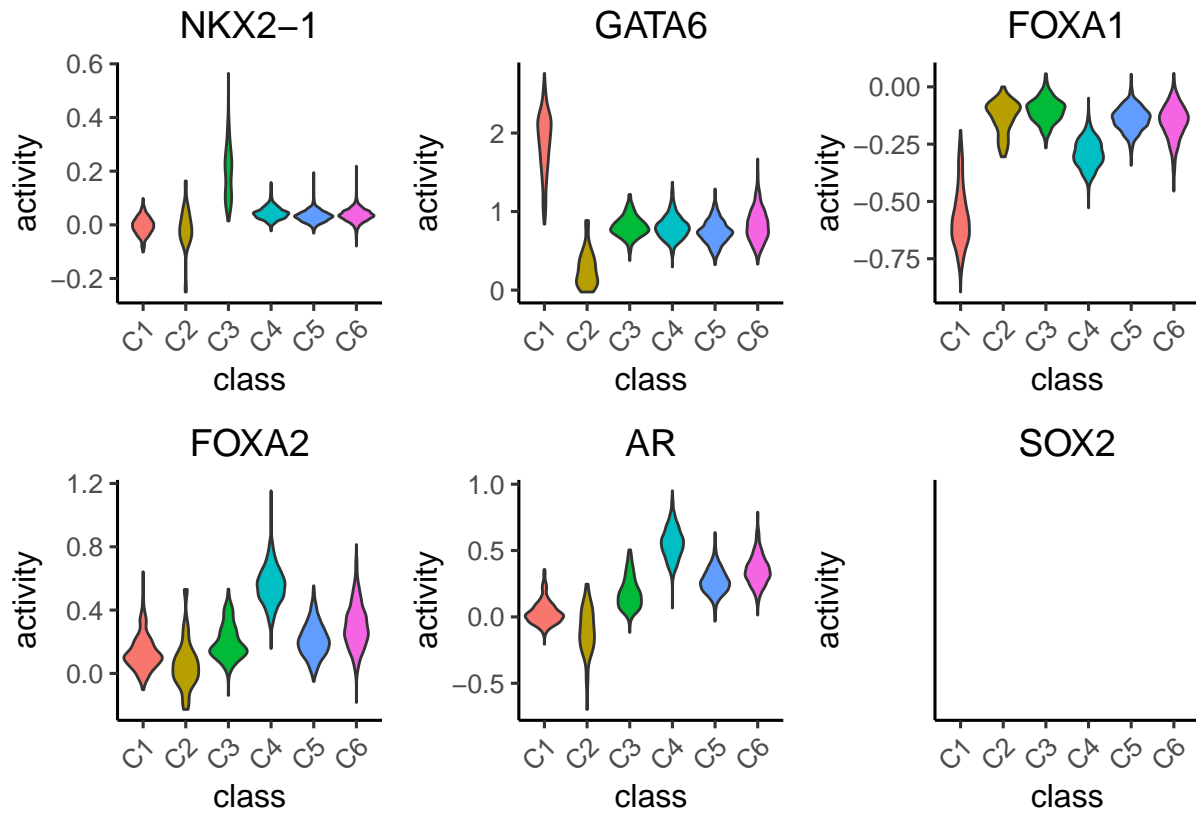 NKX2−1
GATA6
FOXA1
0.6
0.4
0.2
0.0
−0.2
activity
C1 C2 C3 C4 C5 C6
class
2
1
0
activity
C1 C2 C3 C4 C5 C6
class
0.00
−0.25
−0.50
−0.75
activity
C1 C2 C3 C4 C5 C6
class
FOXA2
AR
SOX2
1.2
0.8
0.4
0.0
activity
C1 C2 C3 C4 C5 C6
class
1.0
0.5
0.0
−0.5
activity
C1 C2 C3 C4 C5 C6
class
activity
C1 C2 C3 C4 C5 C6
class